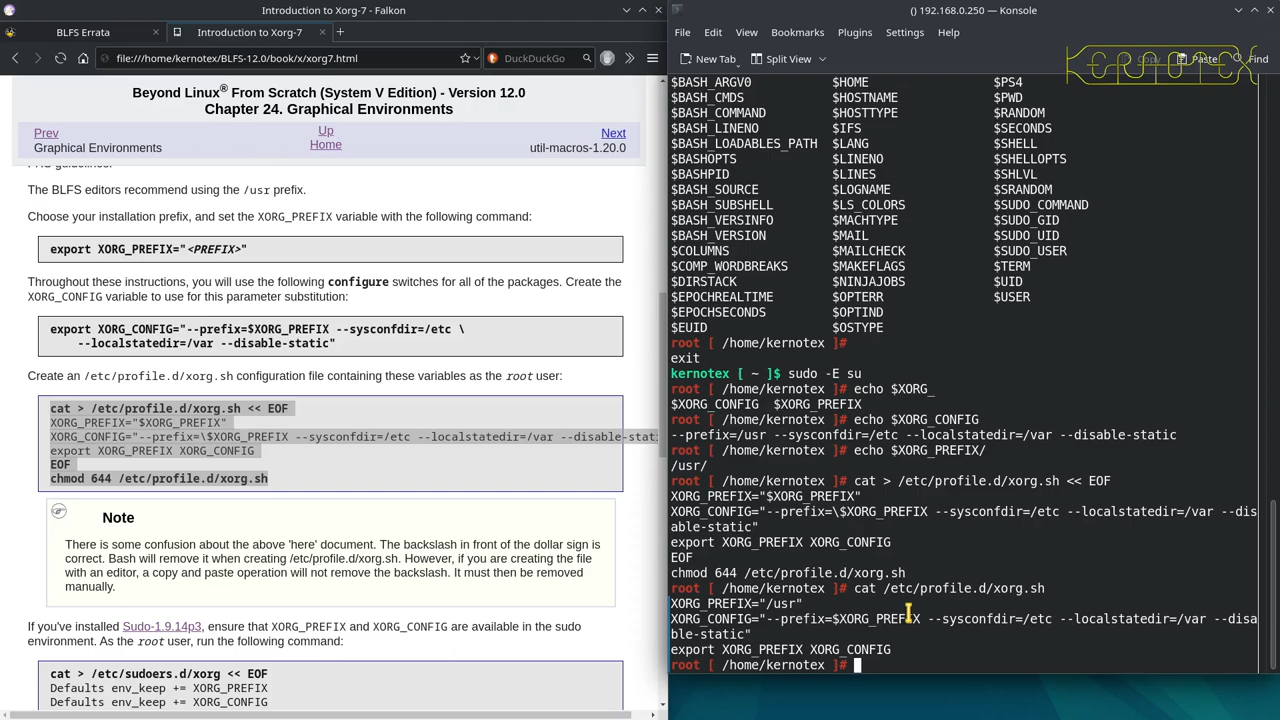 Introduction to Xorg-7 - Falkon
BLFS Errata
Introduction to Xorg-7
file:///home/kernotex/BLFS-12.0/book/x/xorg7.html
DuckDuckGo
Beyond Linux® From Scratch (System V Edition) - Version 12.0
Chapter 24. Graphical Environments
Prev
Up
Next
Graphical Environments
Home
util-macros-1.20.0
The BLFS editors recommend using the /usr prefix.
Choose your installation prefix, and set the XORG_PREFIX variable with the following command:
export XORG_PREFIX="<PREFIX>"
Throughout these instructions, you will use the following configure switches for all of the packages. Create the
XORG_CONFIG variable to use for this parameter substitution:
export XORG_CONFIG="--prefix=$XORG_PREFIX --sysconfdir=/etc \
--localstatedir=/var --disable-static"
Create an /etc/profile.d/xorg.sh configuration file containing these variables as the root user:
cat > /etc/profile.d/xorg.sh << EOF
XORG_PREFIX="$XORG_PREFIX"
XORG_CONFIG="--prefix=\$XORG_PREFIX --sysconfdir=/etc --localstatedir=/var --disable-stati
export XORG_PREFIX XORG_CONFIG
EOF
chmod 644 /etc/profile.d/xorg.sh
Note
There is some confusion about the above 'here' document. The backslash in front of the dollar sign is
correct. Bash will remove it when creating /etc/profile.d/xorg.sh. However, if you are creating the file
with an editor, a copy and paste operation will not remove the backslash. It must then be removed
manually.
If you've installed Sudo-1.9.14p3, ensure that XORG_PREFIX and XORG_CONFIG are available in the sudo
environment. As the root user, run the following command:
cat > /etc/sudoers.d/xorg << EOF
Defaults env_keep += XORG_PREFIX
Defaults env_keep += XORG_CONFIG
() 192.168.0.250 — Konsole
File Edit View Bookmarks Plugins Settings Help
New Tab Split View Copy Paste Find
KERNOTEX
$BASH_ARGV0 $HOME $PS4
$BASH_CMDS $HOSTNAME $PWD
$BASH_COMMAND $HOSTTYPE $RANDOM
$BASH_LINENO $IFS $SECONDS
$BASH_LOADABLES_PATH $LANG $SHELL
$BASHOPTS $LINENO $SHELLOPTS
$BASHPID $LINES $SHLVL
$BASH_SOURCE $LOGNAME $SRANDOM
$BASH_SUBSHELL $LS_COLORS $SUDO_COMMAND
$BASH_VERSINFO $MACHTYPE $SUDO_GID
$BASH_VERSION $MAIL $SUDO_UID
$COLUMNS $MAILCHECK $SUDO_USER
$COMP_WORDBREAKS $MAKEFLAGS $TERM
$DIRSTACK $NINJAJOBS $UID
$EPOCHREALTIME $OPTERR $USER
$EPOCHSECONDS $OPTIND
$EUID $OSTYPE
root [ /home/kernotex ]#
exit
kernotex [ ~ ]$ sudo -E su
root [ /home/kernotex ]# echo $XORG_
$XORG_CONFIG $XORG_PREFIX
root [ /home/kernotex ]# echo $XORG_CONFIG
--prefix=/usr --sysconfdir=/etc --localstatedir=/var --disable-static
root [ /home/kernotex ]# echo $XORG_PREFIX/
/usr/
root [ /home/kernotex ]# cat > /etc/profile.d/xorg.sh << EOF
XORG_PREFIX="$XORG_PREFIX"
XORG_CONFIG="--prefix=\$XORG_PREFIX --sysconfdir=/etc --localstatedir=/var --dis
able-static"
export XORG_PREFIX XORG_CONFIG
EOF
chmod 644 /etc/profile.d/xorg.sh
root [ /home/kernotex ]# cat /etc/profile.d/xorg.sh
XORG_PREFIX="/usr"
XORG_CONFIG="--prefix=$XORG_PREFIX --sysconfdir=/etc --localstatedir=/var --disa
ble-static"
export XORG_PREFIX XORG_CONFIG
root [ /home/kernotex ]#